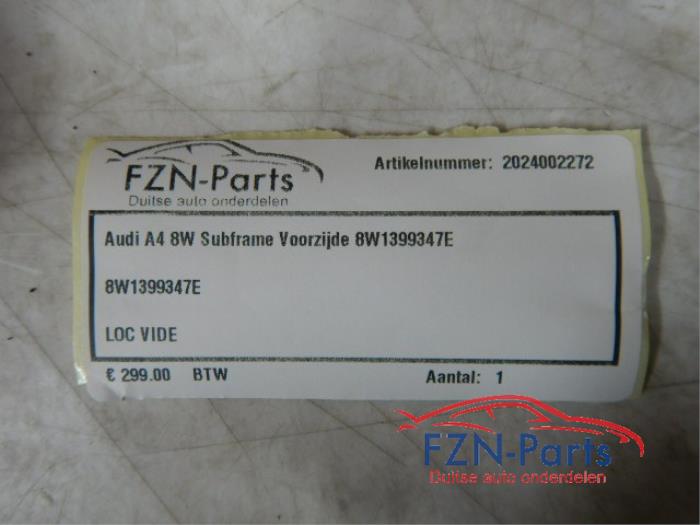 FZN-Parts
Duitse auto onderdelen
Artikelnummer: 2024002272
Audi A4 8W Subframe Voorzijde 8W1399347E
8W1399347E
LOC VIDE
€ 299.00 BTW
Aantal: 1
FZN-Parts
Duitse auto onderdelen